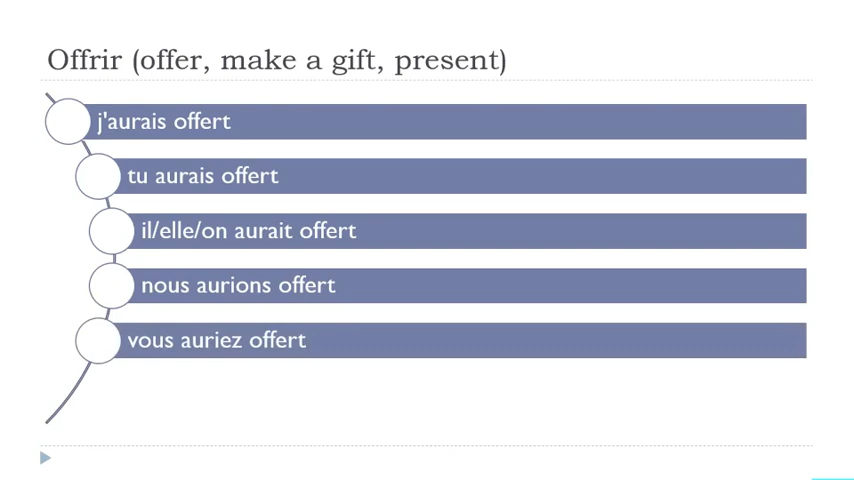 Offrir (offer, make a gift, present)
j'aurais offert
tu aurais offert
il/elle/on aurait offert
nous aurions offert
vous auriez offert